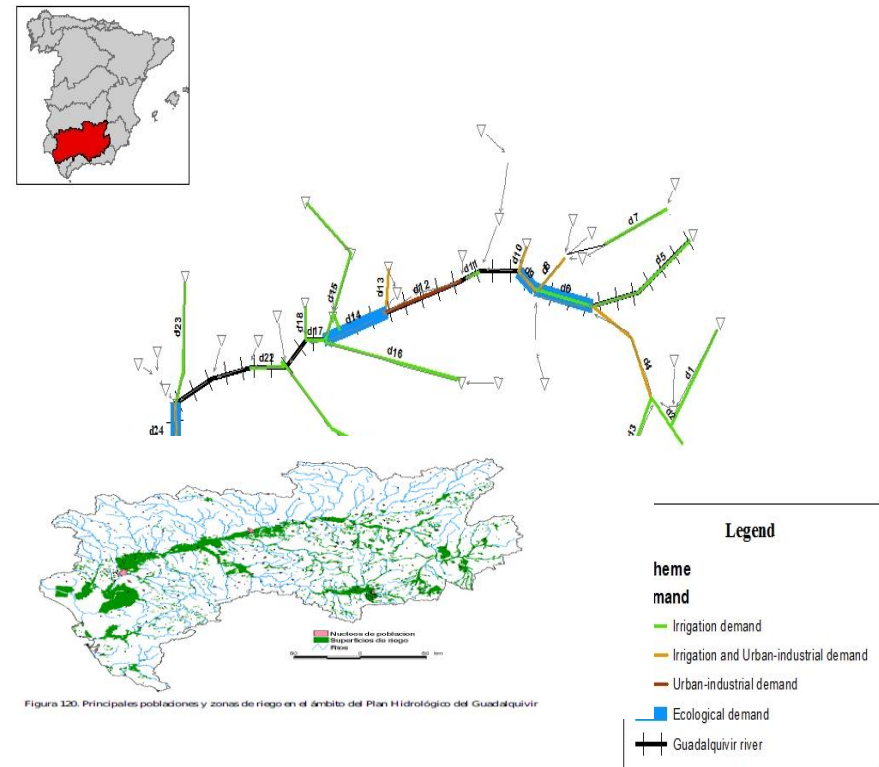 d7
d10
d8
d5
d5
d11
d12
d9
d13
d15
d14
d18
d17
d16
d23
d22
d4
d1
d2
d24
d3
Nucleos de poblacion
Superficies de riego
Rios
km
Figura 120. Principales poblaciones y zonas de riego en el ámbito del Plan Hidrológico del Guadalquivir
Legend
heme
mand
Irrigation demand
Irrigation and Urban-industrial demand
Urban-industrial demand
Ecological demand
Guadalquivir river